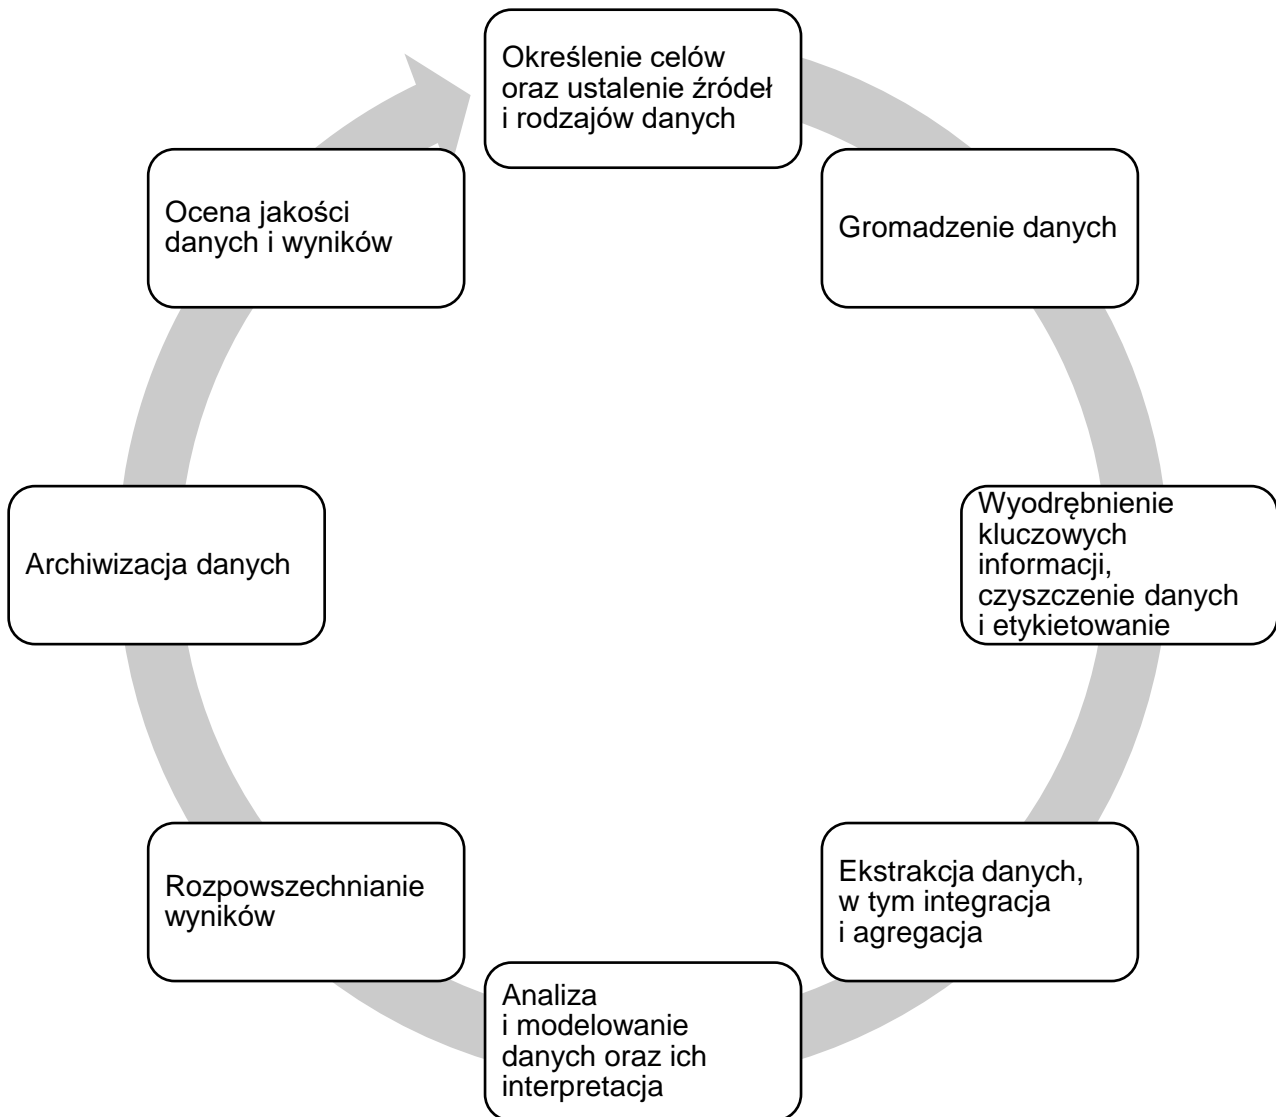 Określenie celów
oraz ustalenie źródeł
i rodzajów danych
Gromadzenie danych
Wyodrębnienie
kluczowych
informacji,
czyszczenie danych
i etykietowanie
Ekstrakcja danych,
w tym integracja
i agregacja
Analiza
i modelowanie
danych oraz ich
interpretacja
Rozpowszechnianie
wyników
Archiwizacja danych
Ocena jakości
danych i wyników